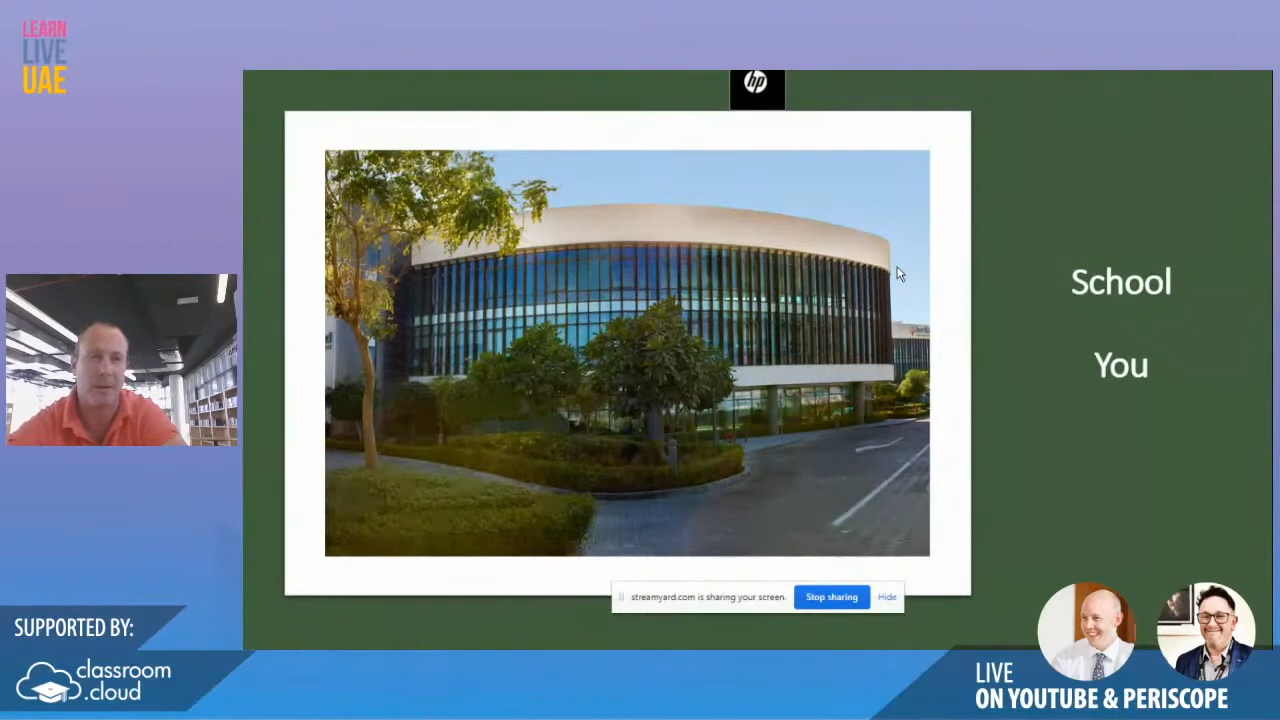 LEARN
LIVE
UAE
hp
School
You
streamyard.com is sharing your screen.
Stop sharing
Hide
SUPPORTED BY:
classroom
.cloud
LIVE
ON YOUTUBE & PERISCOPE